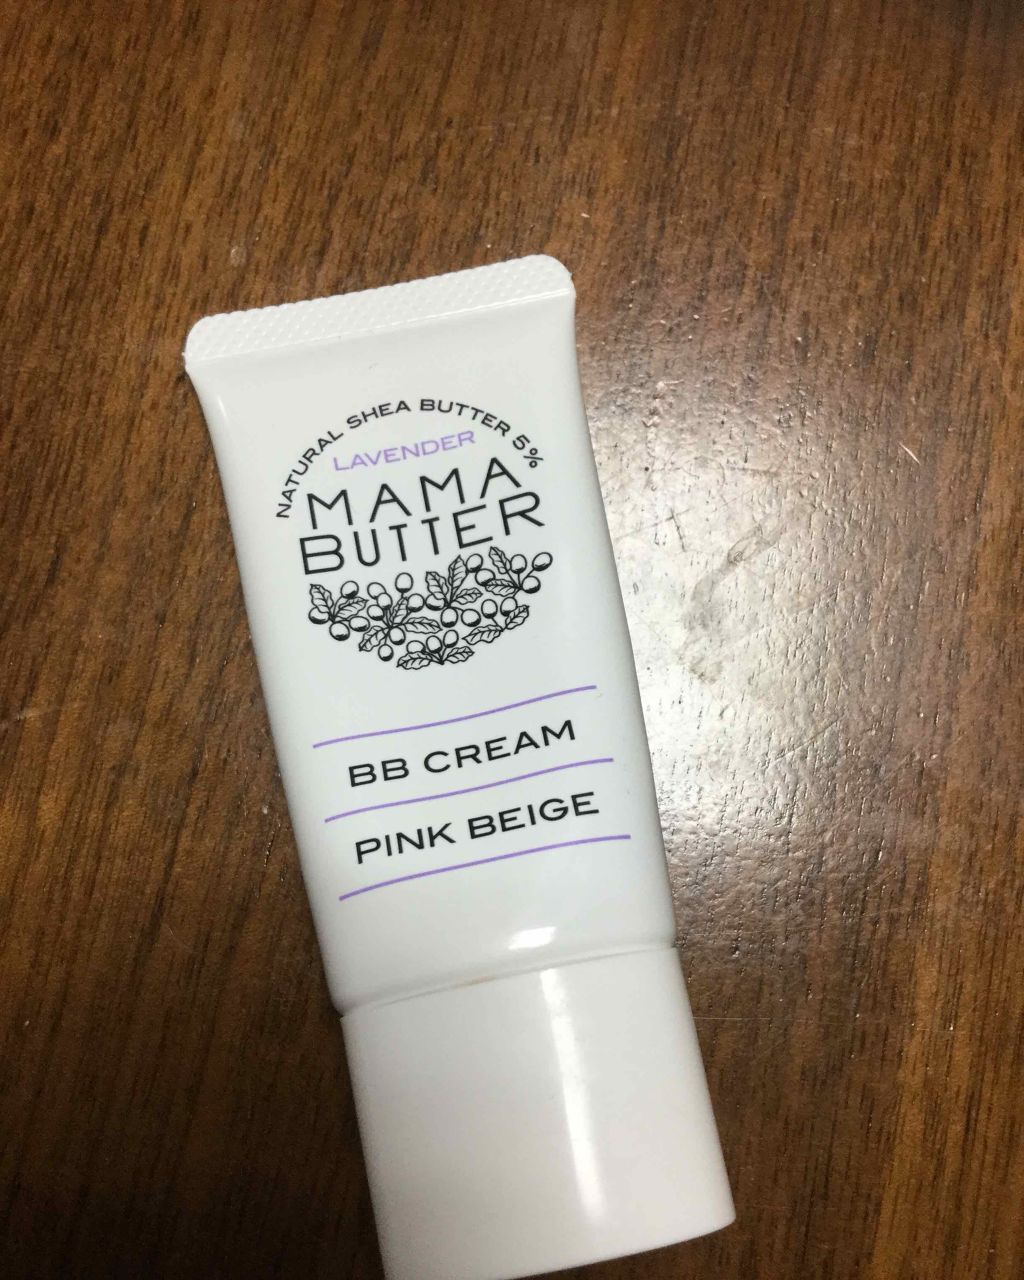 NATURAL SHEA BUTTER 5%
LAVENDER
MAMA
BUTTER
BB CREAM
PINK BEIGE